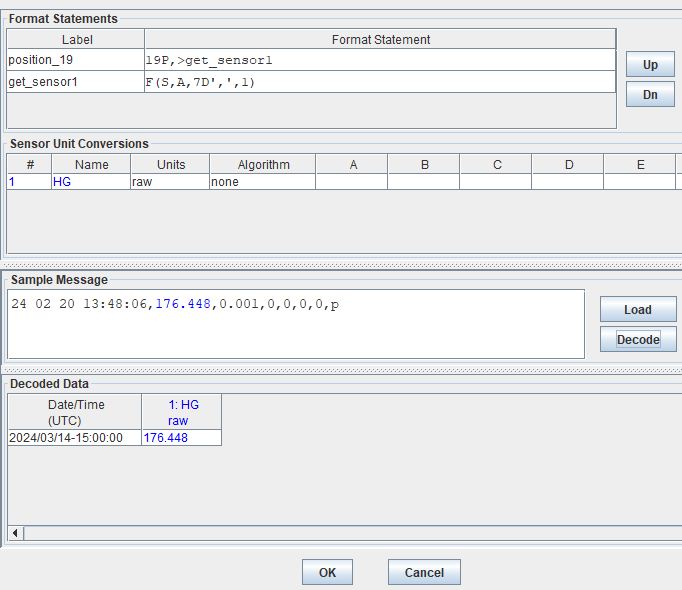 Format Statements
Label Format Statement
position_19 19P,>get_sensor1
get_sensor1 F(S,A,7D',',1)
Up
Dn
Sensor Unit Conversions
# Name Units Algorithm A B C D E
1 HG raw none
Sample Message
24 02 20 13:48:06,176.448,0.001,0,0,0,0,p
Load
Decode
Decoded Data
Date/Time 1: HG
(UTC) raw
2024/03/14-15:00:00 176.448
OK Cancel